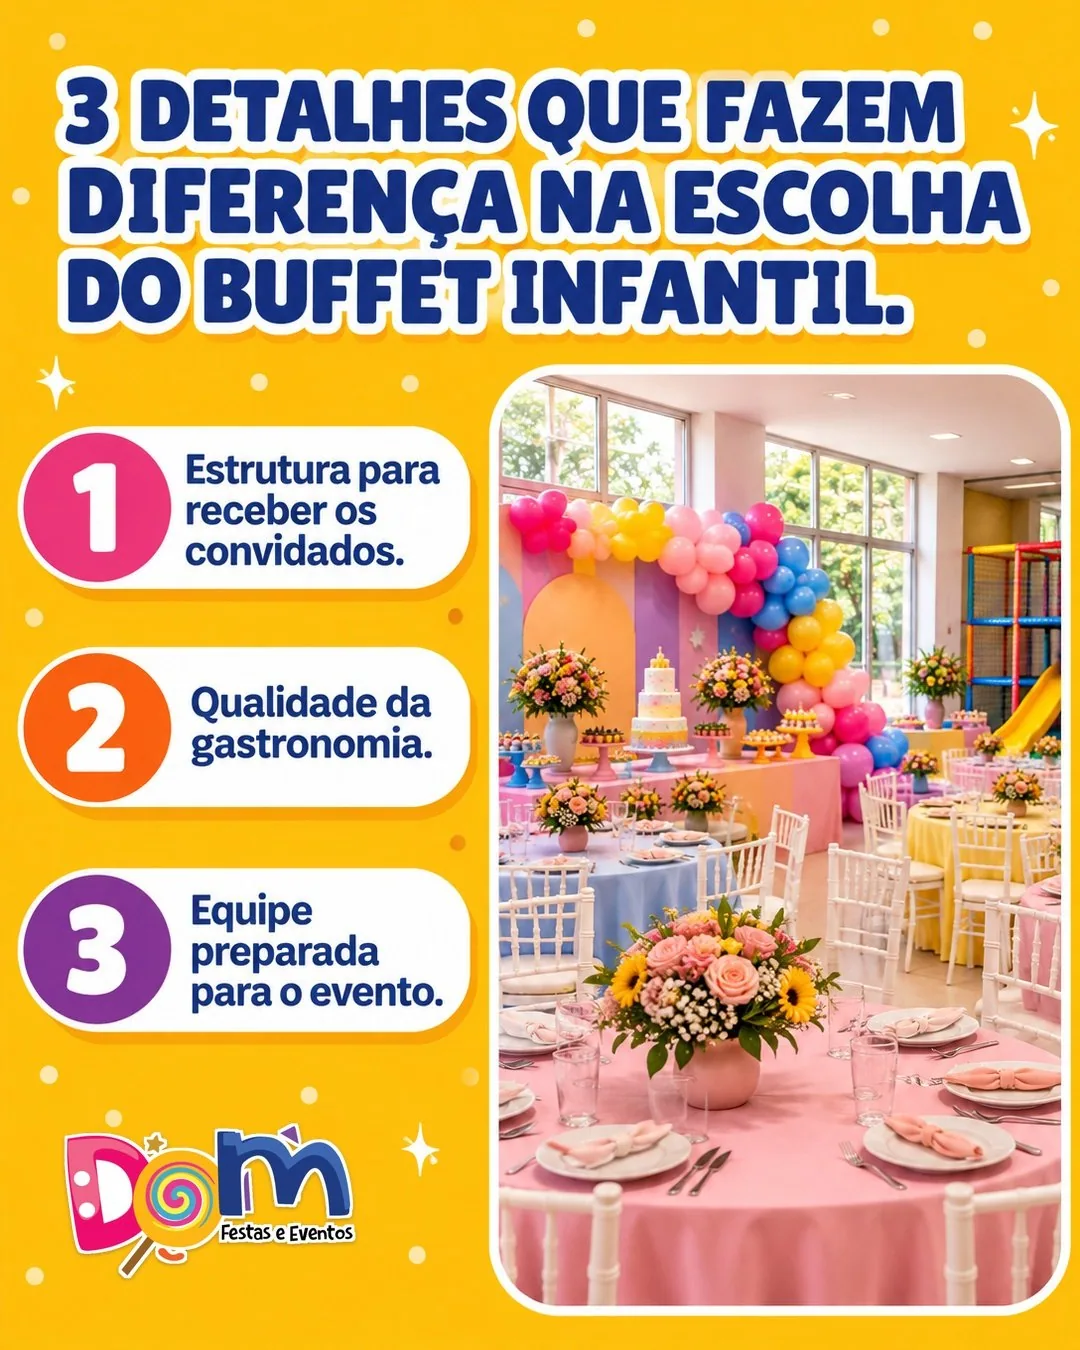 3 DETALHES QUE FAZEM
DIFERENÇA NA ESCOLHA
DO BUFFET INFANTIL.
1
Estrutura para
receber os
convidados.
2
Qualidade da
gastronomia.
3
Equipe
preparada
para o evento.
Dom
Festas e Eventos